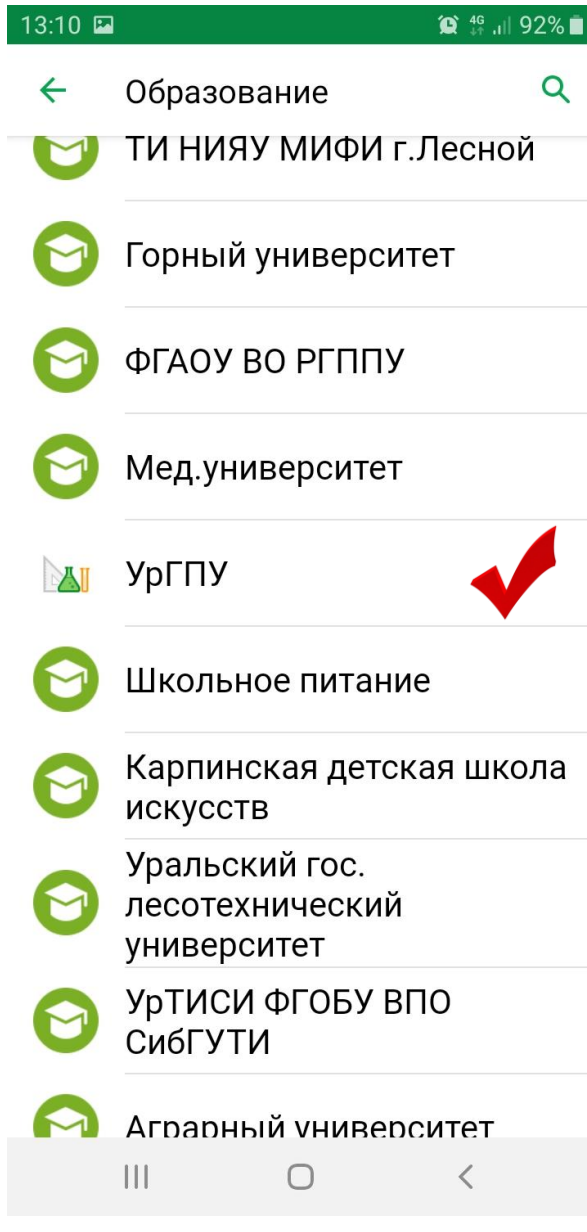 13:10 4G 92%
Образование
ТИ НИЯУ МИФИ г.Лесной
Горный университет
ФГАОУ ВО РГППУ
Мед.университет
УрГПУ
Школьное питание
Карпинская детская школа
искусств
Уральский гос.
лесотехнический
университет
УрТИСИ ФГОБУ ВПО
СибГУТИ
Аграрный университет